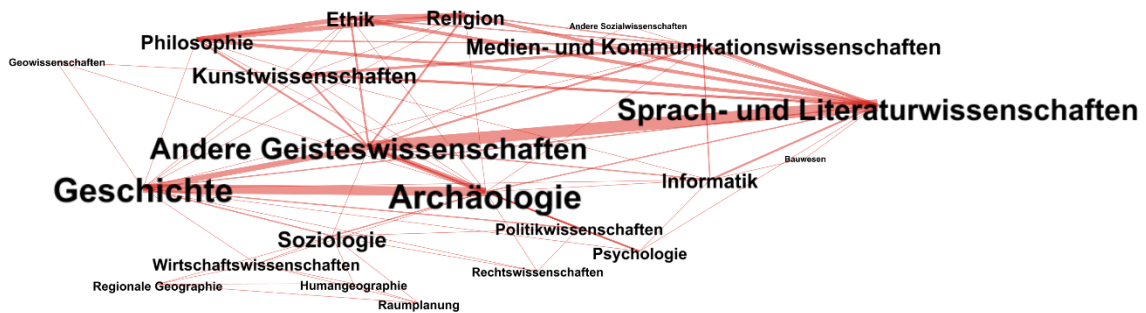 Ethik
Religion
Andere Sozialwissenschaften
Philosophie
Medien- und Kommunikationswissenschaften
Geowissenschaften
Kunstwissenschaften
Sprach- und Literaturwissenschaften
Andere Geisteswissenschaften
Bauwesen
Informatik
Geschichte
Archäologie
Politikwissenschaften
Soziologie
Psychologie
Wirtschaftswissenschaften
Rechtswissenschaften
Regionale Geographie
Humangeographie
Raumplanung